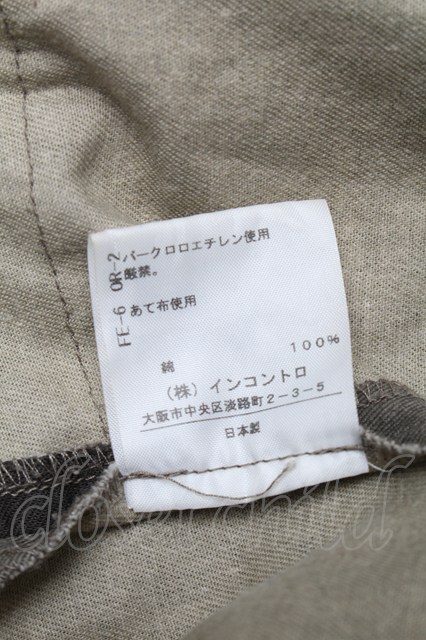 OR-2 パークロロエチレン使用
厳禁。
FE-6 あて布使用
綿 100%
(株) インコントロ
大阪市中央区淡路町2-3-5
日本製
closet child